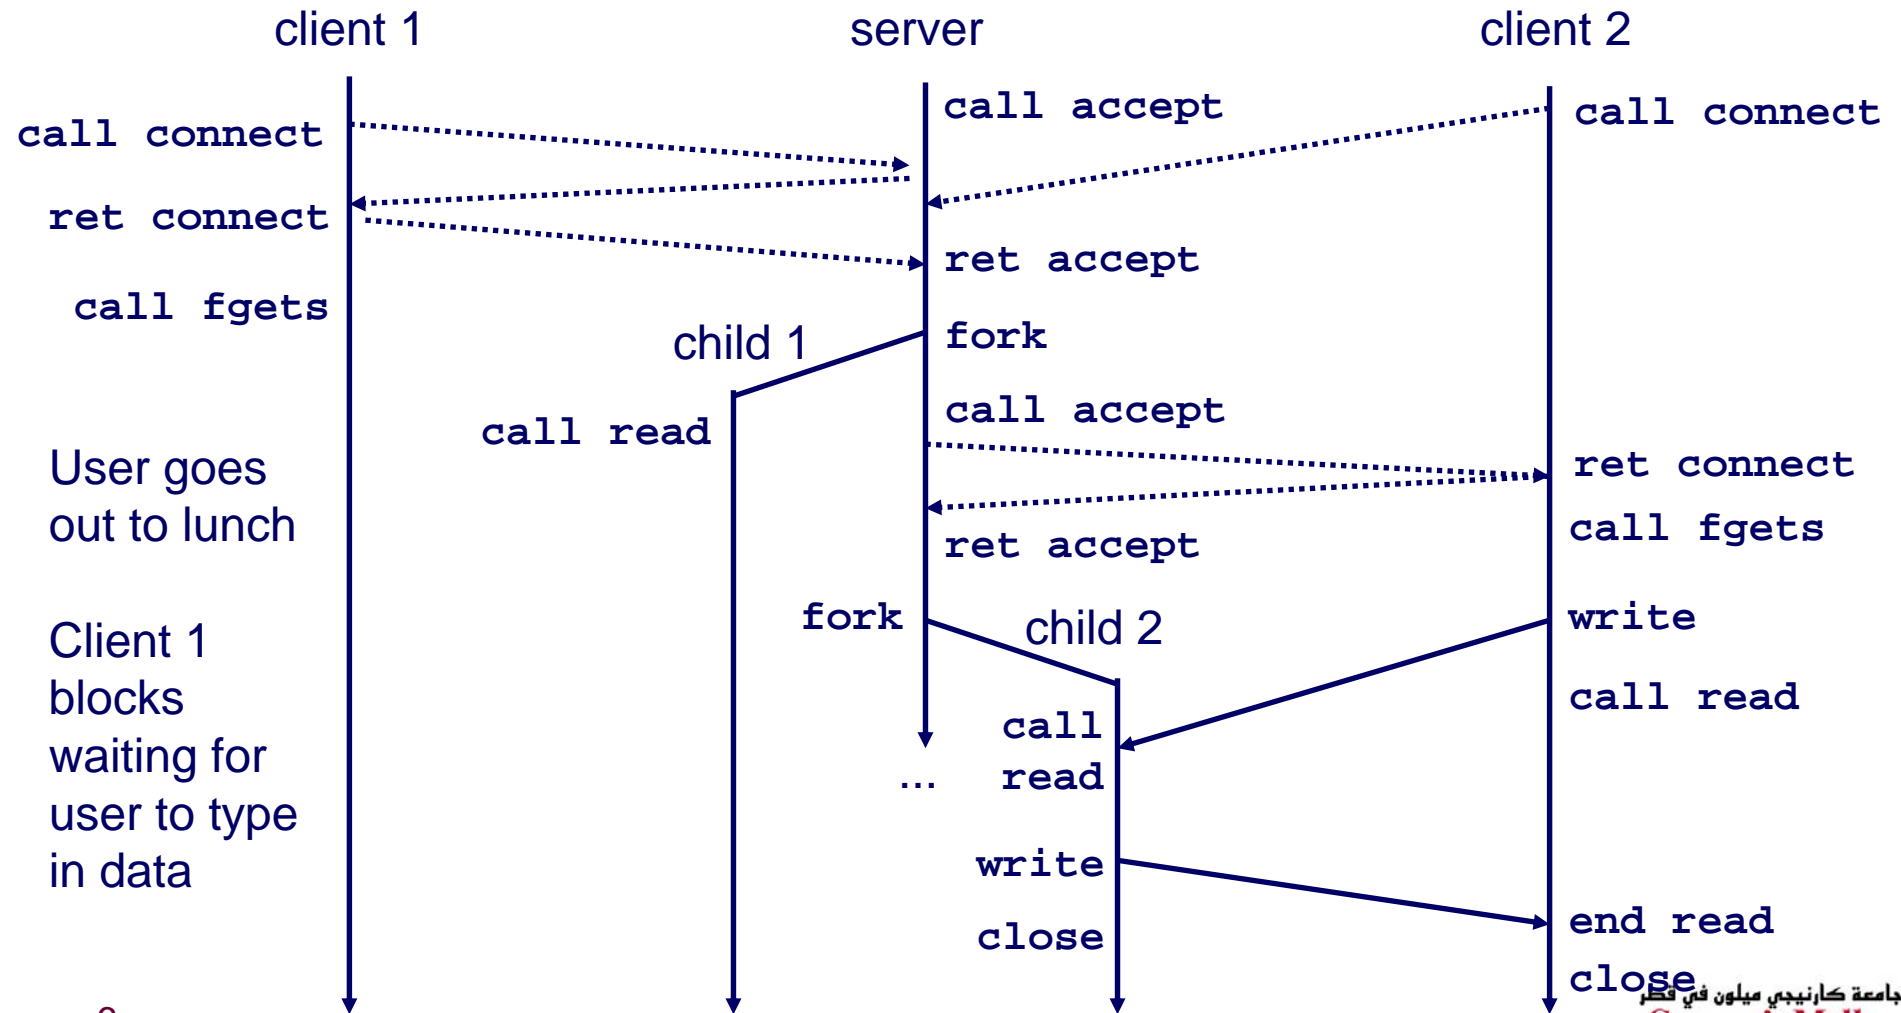 client 1
server
client 2
call connect
ret connect
call fgets
User goes
out to lunch
Client 1
blocks
waiting for
user to type
in data
child 1
call read
call accept
ret accept
fork
call accept
ret accept
fork
...
child 2
call
read
write
close
call connect
ret connect
call fgets
write
call read
end read
close
جامعة كارنيجي ميلون في قطر